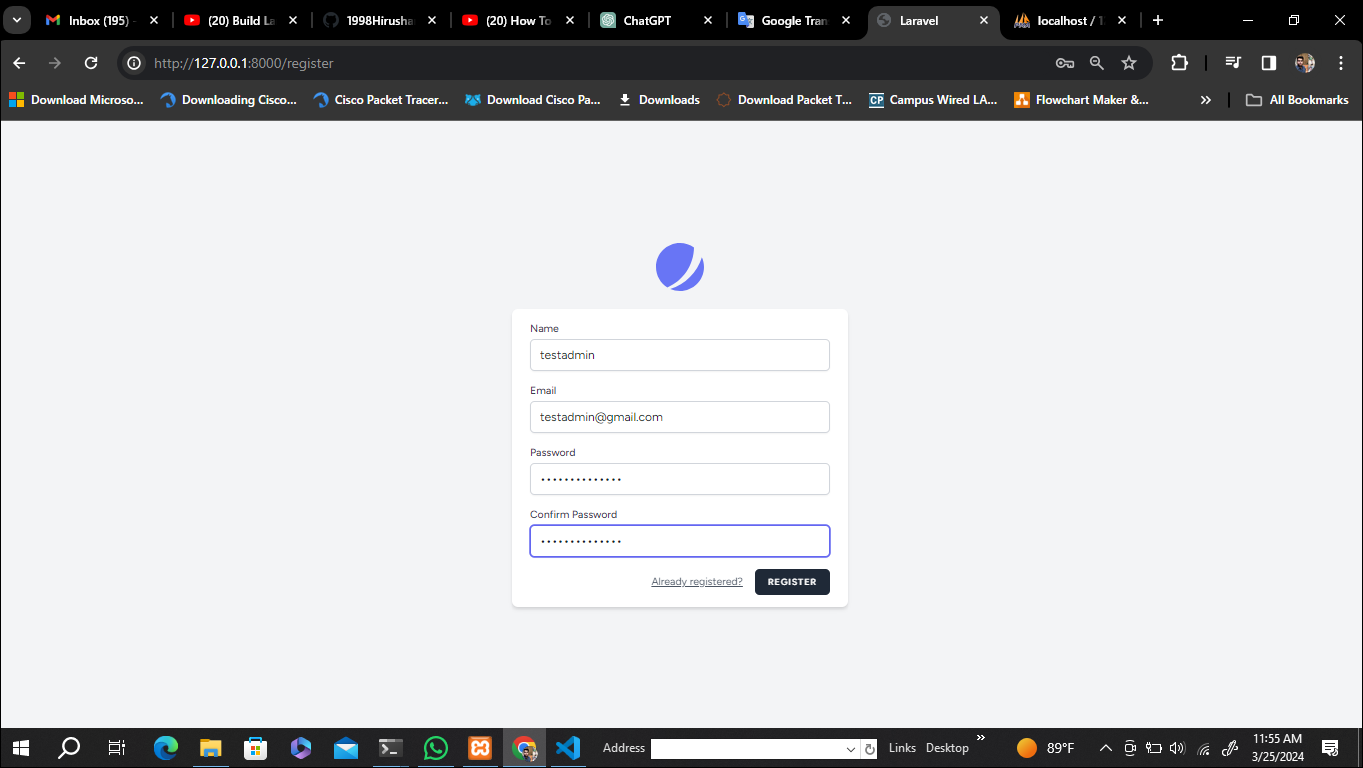 Inbox (195) -
(20) Build La
1998Hirusha
(20) How To
ChatGPT
Google Tran
Laravel
localhost / 1
http://127.0.0.1:8000/register
Download Microso...
Downloading Cisco...
Cisco Packet Tracer...
Download Cisco Pa...
Downloads
Download Packet T...
CP
Campus Wired LA...
Flowchart Maker &...
All Bookmarks
Name
testadmin
Email
testadmin@gmail.com
Password
••••••••••••••
Confirm Password
••••••••••••••
Already registered?
REGISTER
Address
Links
Desktop
89°F
11:55 AM
3/25/2024